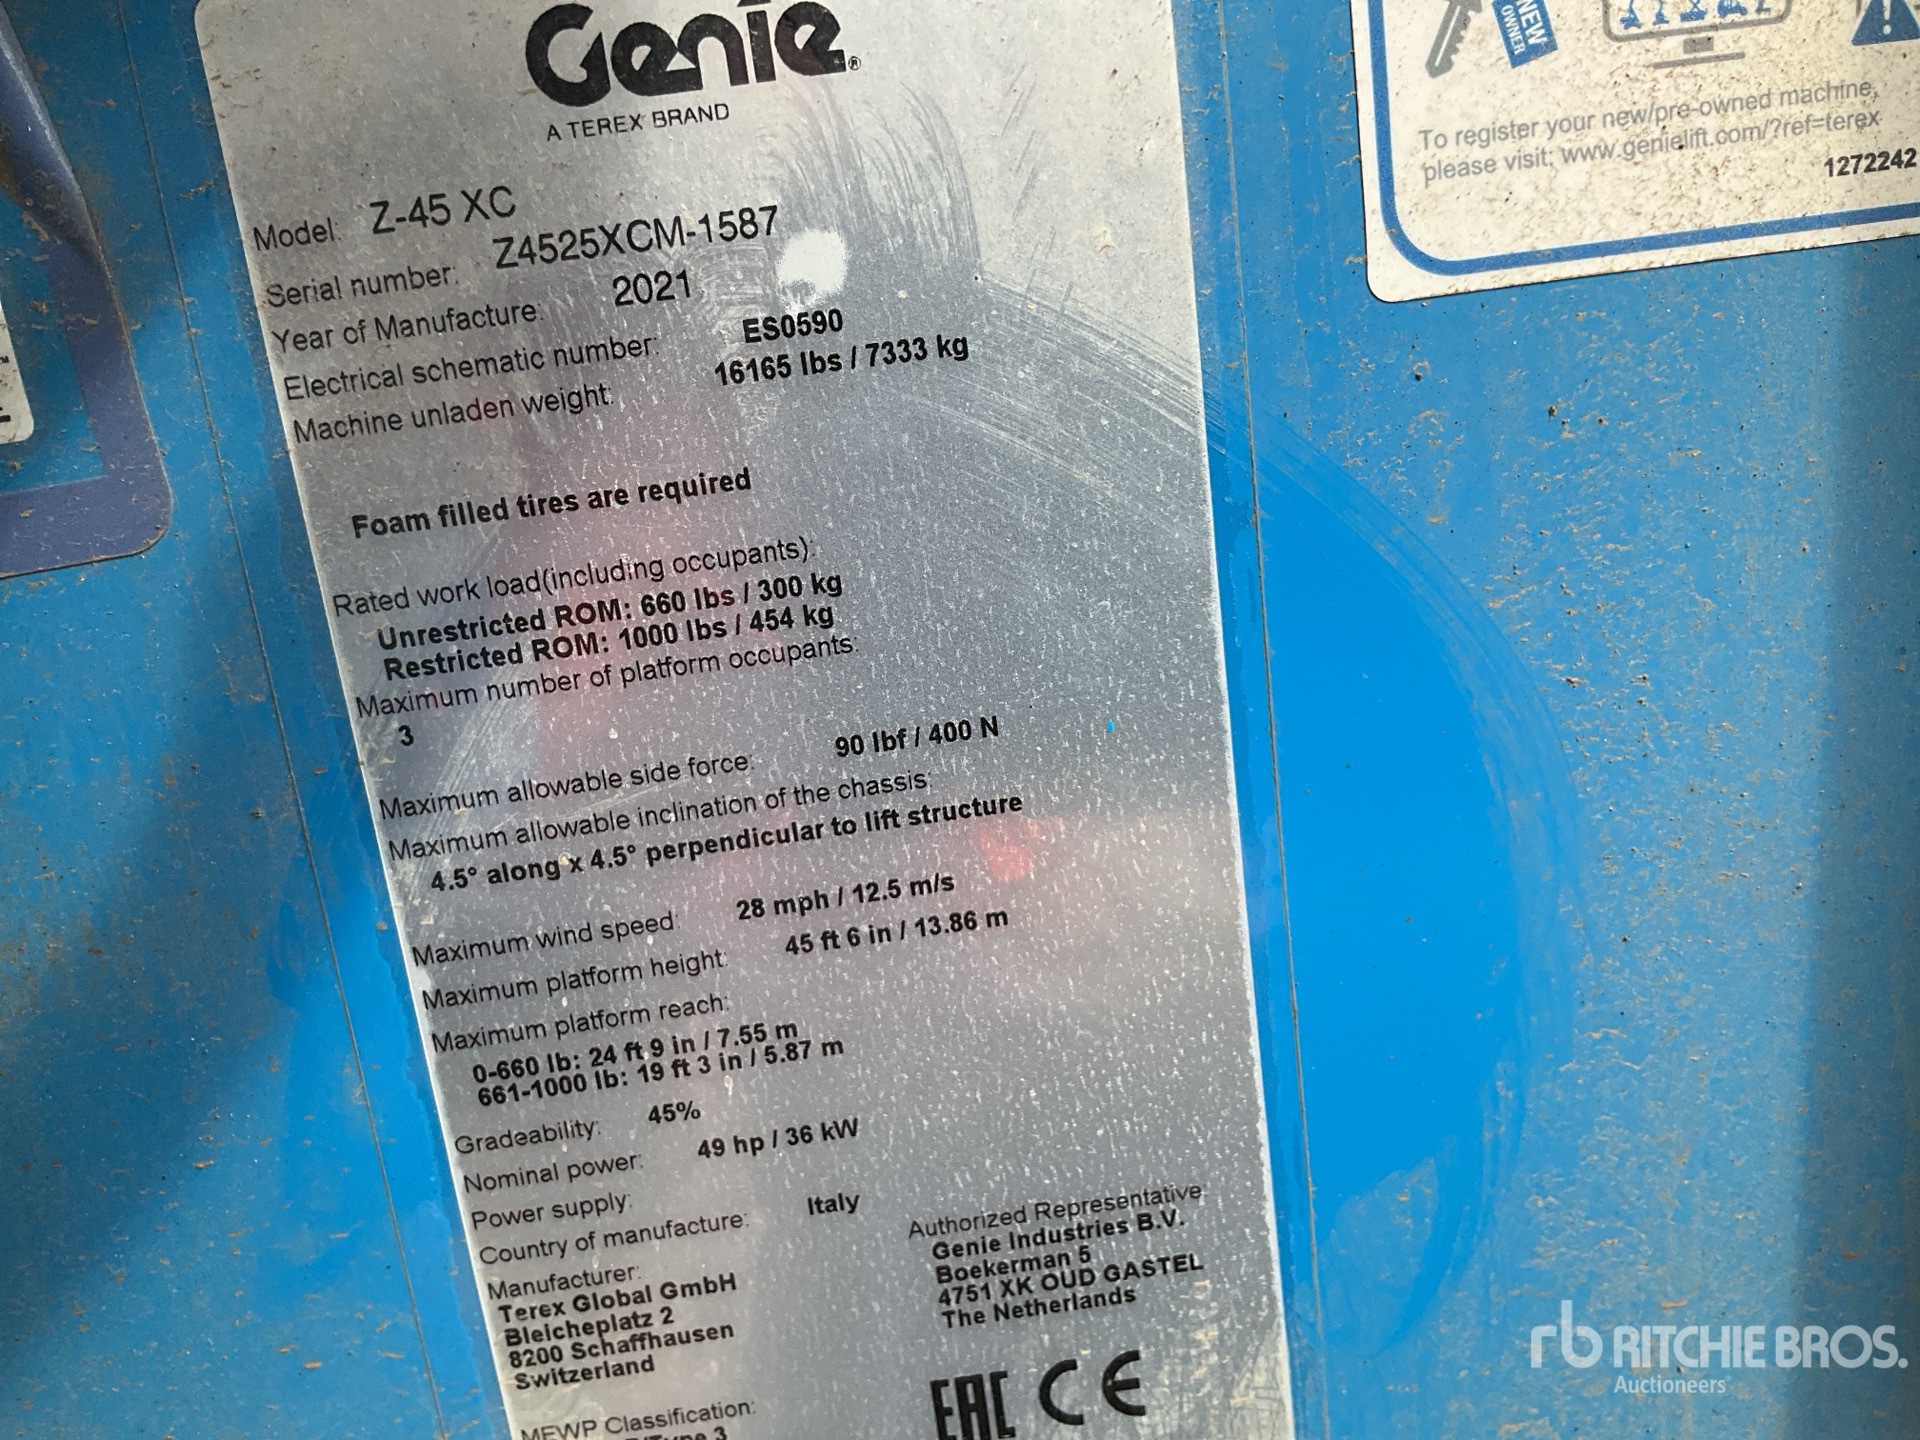 Genie®
A TEREX BRAND
Model: Z-45 XC
Serial number: Z4525XCM-1587
Year of Manufacture: 2021
Electrical schematic number: ES0590
Machine unladen weight: 16165 lbs / 7333 kg
Foam filled tires are required
Rated work load(including occupants):
Unrestricted ROM: 660 lbs / 300 kg
Restricted ROM: 1000 lbs / 454 kg
Maximum number of platform occupants:
3
Maximum allowable side force: 90 lbf / 400 N
Maximum allowable inclination of the chassis:
4.5° along x 4.5° perpendicular to lift structure
Maximum wind speed: 28 mph / 12.5 m/s
Maximum platform height: 45 ft 6 in / 13.86 m
Maximum platform reach:
0-660 lb: 24 ft 9 in / 7.55 m
661-1000 lb: 19 ft 3 in / 5.87 m
Gradeability: 45%
Nominal power: 49 hp / 36 kW
Power supply:
Country of manufacture: Italy
Manufacturer:
Terex Global GmbH
Bleicheplatz 2
8200 Schaffhausen
Switzerland
Authorized Representative
Genie Industries B.V.
Boekerman 5
4751 XK OUD GASTEL
The Netherlands
MEWP Classification:
Type 3
EAC CE
NEW
OWNER
To register your new/pre-owned machine,
please visit: www.genielift.com/?ref=terex
1272242
rb RITCHIE BROS.
Auctioneers